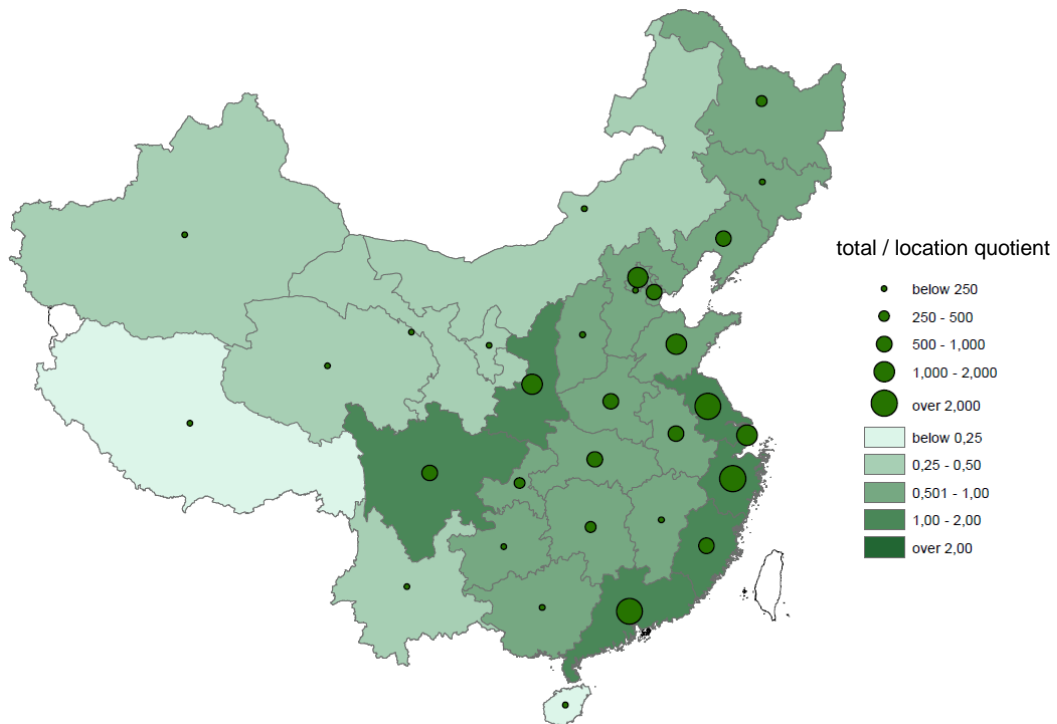 total / location quotient
below 250
250 - 500
500 - 1,000
1,000 - 2,000
over 2,000
below 0,25
0,25 - 0,50
0,501 - 1,00
1,00 - 2,00
over 2,00